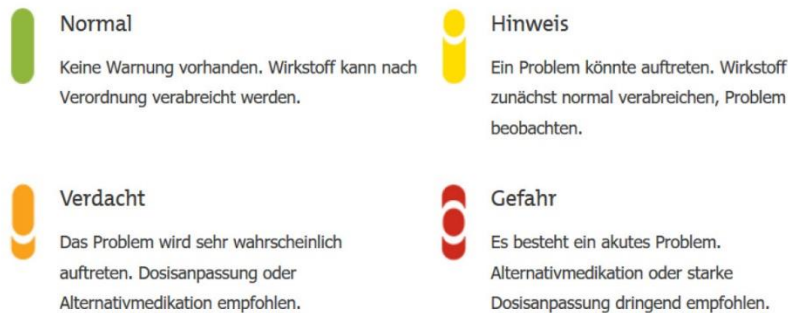 Normal
Keine Warnung vorhanden. Wirkstoff kann nach
Verordnung verabreicht werden.
Hinweis
Ein Problem könnte auftreten. Wirkstoff
zunächst normal verabreichen, Problem
beobachten.
Verdacht
Das Problem wird sehr wahrscheinlich
auftreten. Dosisanpassung oder
Alternativmedikation empfohlen.
Gefahr
Es besteht ein akutes Problem.
Alternativmedikation oder starke
Dosisanpassung dringend empfohlen.